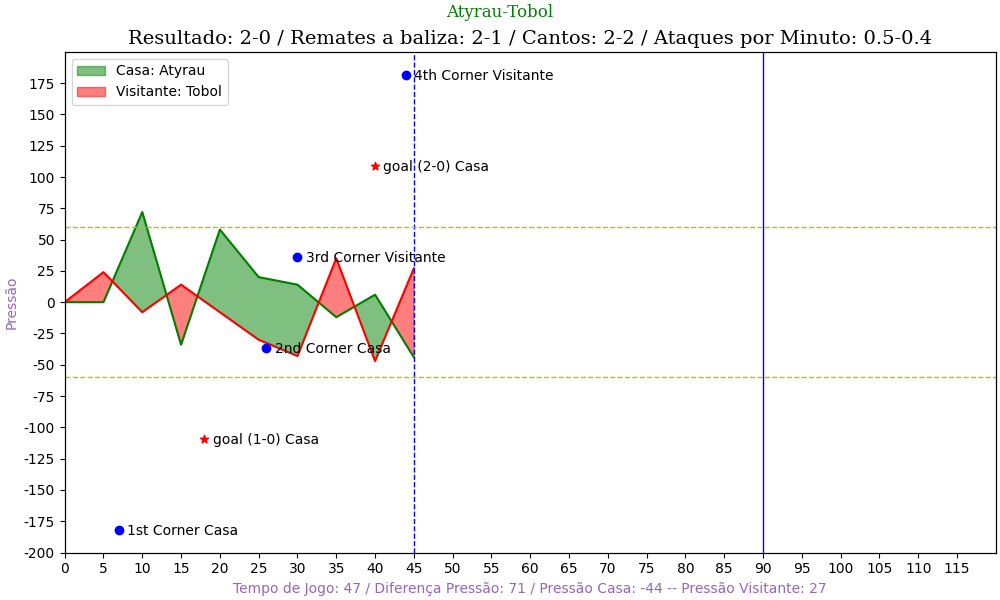 Atyrau-Tobol
Resultado: 2-0 / Remates a baliza: 2-1 / Cantos: 2-2 / Ataques por Minuto: 0.5-0.4
Casa: Atyrau
Visitante: Tobol
4th Corner Visitante
goal (2-0) Casa
3rd Corner Visitante
2nd Corner Casa
goal (1-0) Casa
1st Corner Casa
Pressão
175
150
125
100
75
50
25
0
-25
-50
-75
-100
-125
-150
-175
-200
0 5 10 15 20 25 30 35 40 45 50 55 60 65 70 75 80 85 90 95 100 105 110 115
Tempo de Jogo: 47 / Diferença Pressão: 71 / Pressão Casa: -44 -- Pressão Visitante: 27